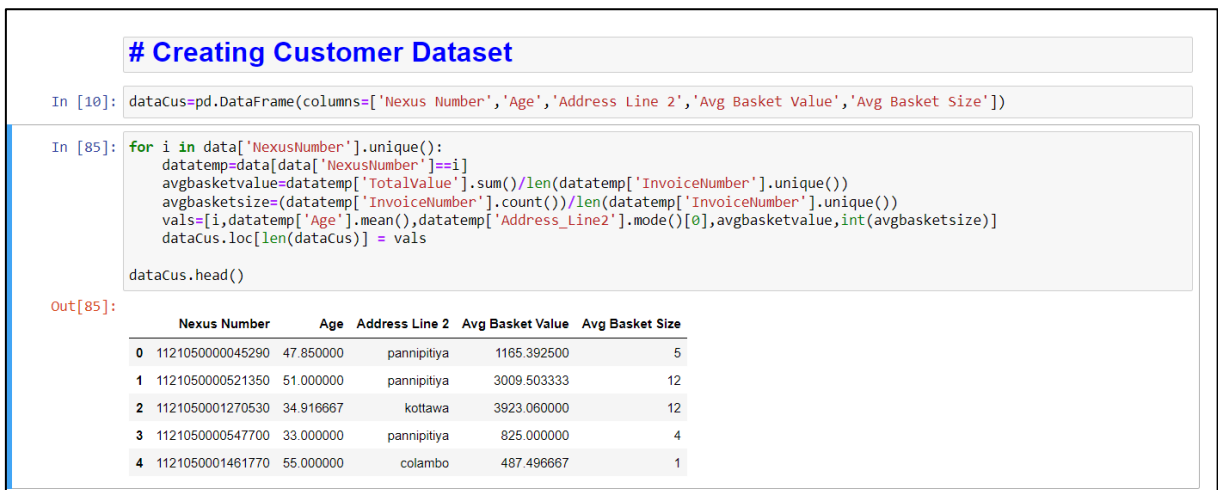 # Creating Customer Dataset
In [10]: dataCus=pd.DataFrame(columns=['Nexus Number','Age','Address Line 2','Avg Basket Value','Avg Basket Size'])
In [85]: for i in data['NexusNumber'].unique():
    datatemp=data[data['NexusNumber']==i]
    avgbasketvalue=datatemp['TotalValue'].sum()/len(datatemp['InvoiceNumber'].unique())
    avgbasketsize=(datatemp['InvoiceNumber'].count())/len(datatemp['InvoiceNumber'].unique())
    vals=[i,datatemp['Age'].mean(),datatemp['Address_Line2'].mode()[0],avgbasketvalue,int(avgbasketsize)]
    dataCus.loc[len(dataCus)] = vals
dataCus.head()
Out[85]:
Nexus Number Age Address Line 2 Avg Basket Value Avg Basket Size
0 1121050000045290 47.850000 pannipitiya 1165.392500 5
1 1121050000521350 51.000000 pannipitiya 3009.503333 12
2 1121050001270530 34.916667 kottawa 3923.060000 12
3 1121050000547700 33.000000 pannipitiya 825.000000 4
4 1121050001461770 55.000000 colambo 487.496667 1